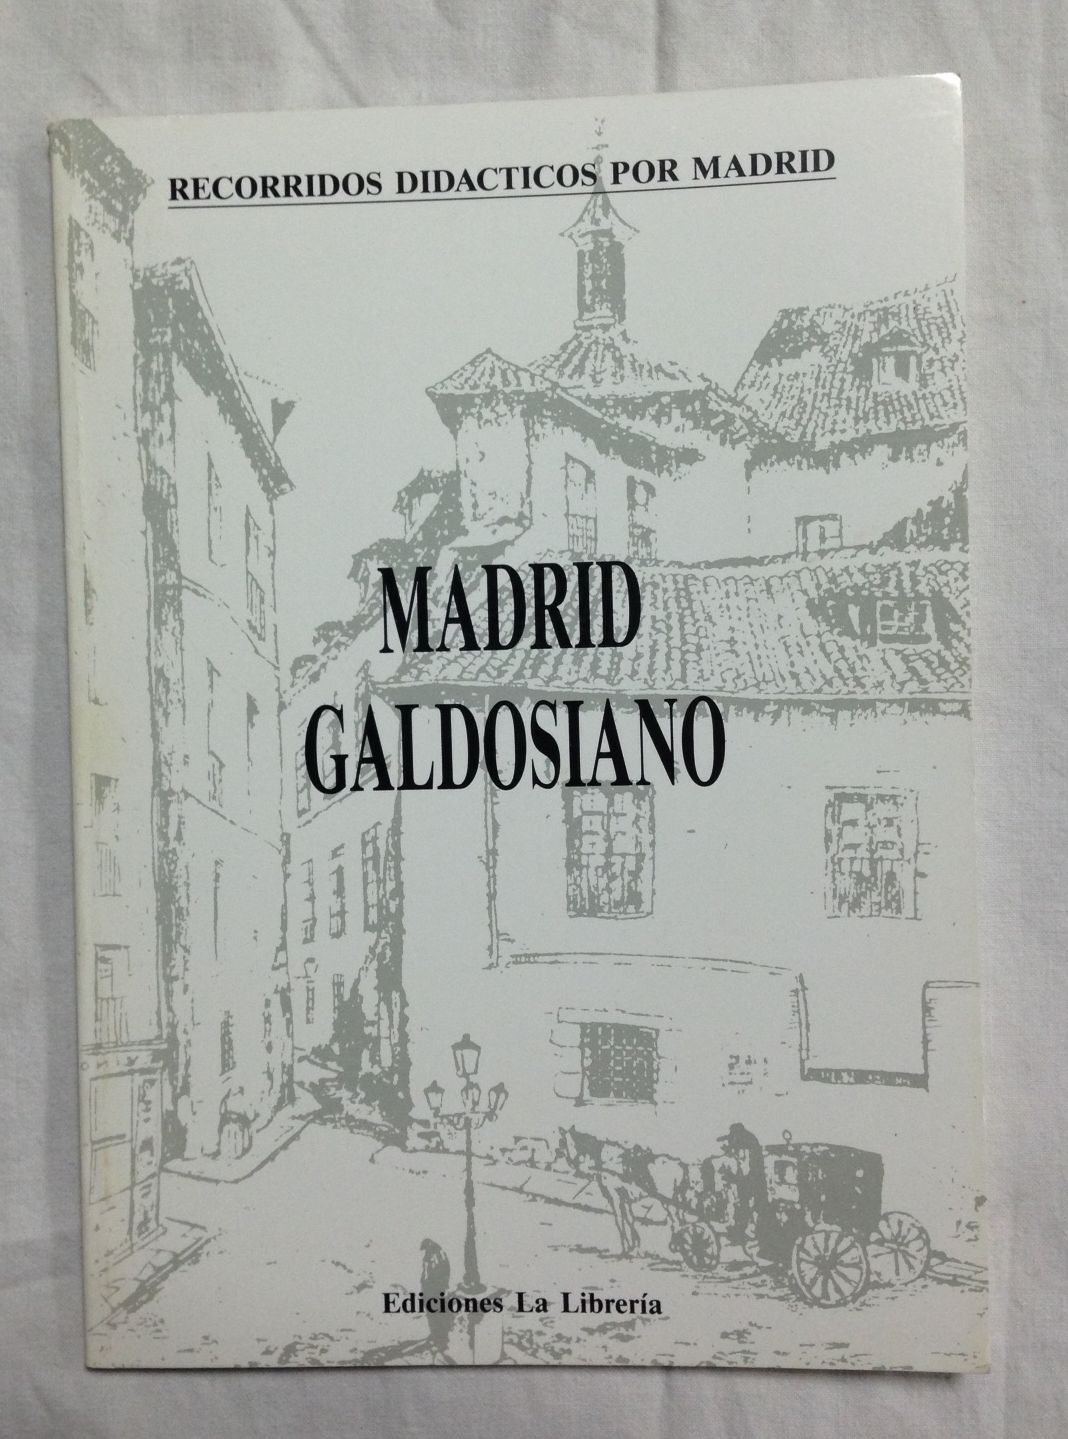 RECORRIDOS DIDACTICOS POR MADRID
MADRID
GALDOSIANO
Ediciones La Librería